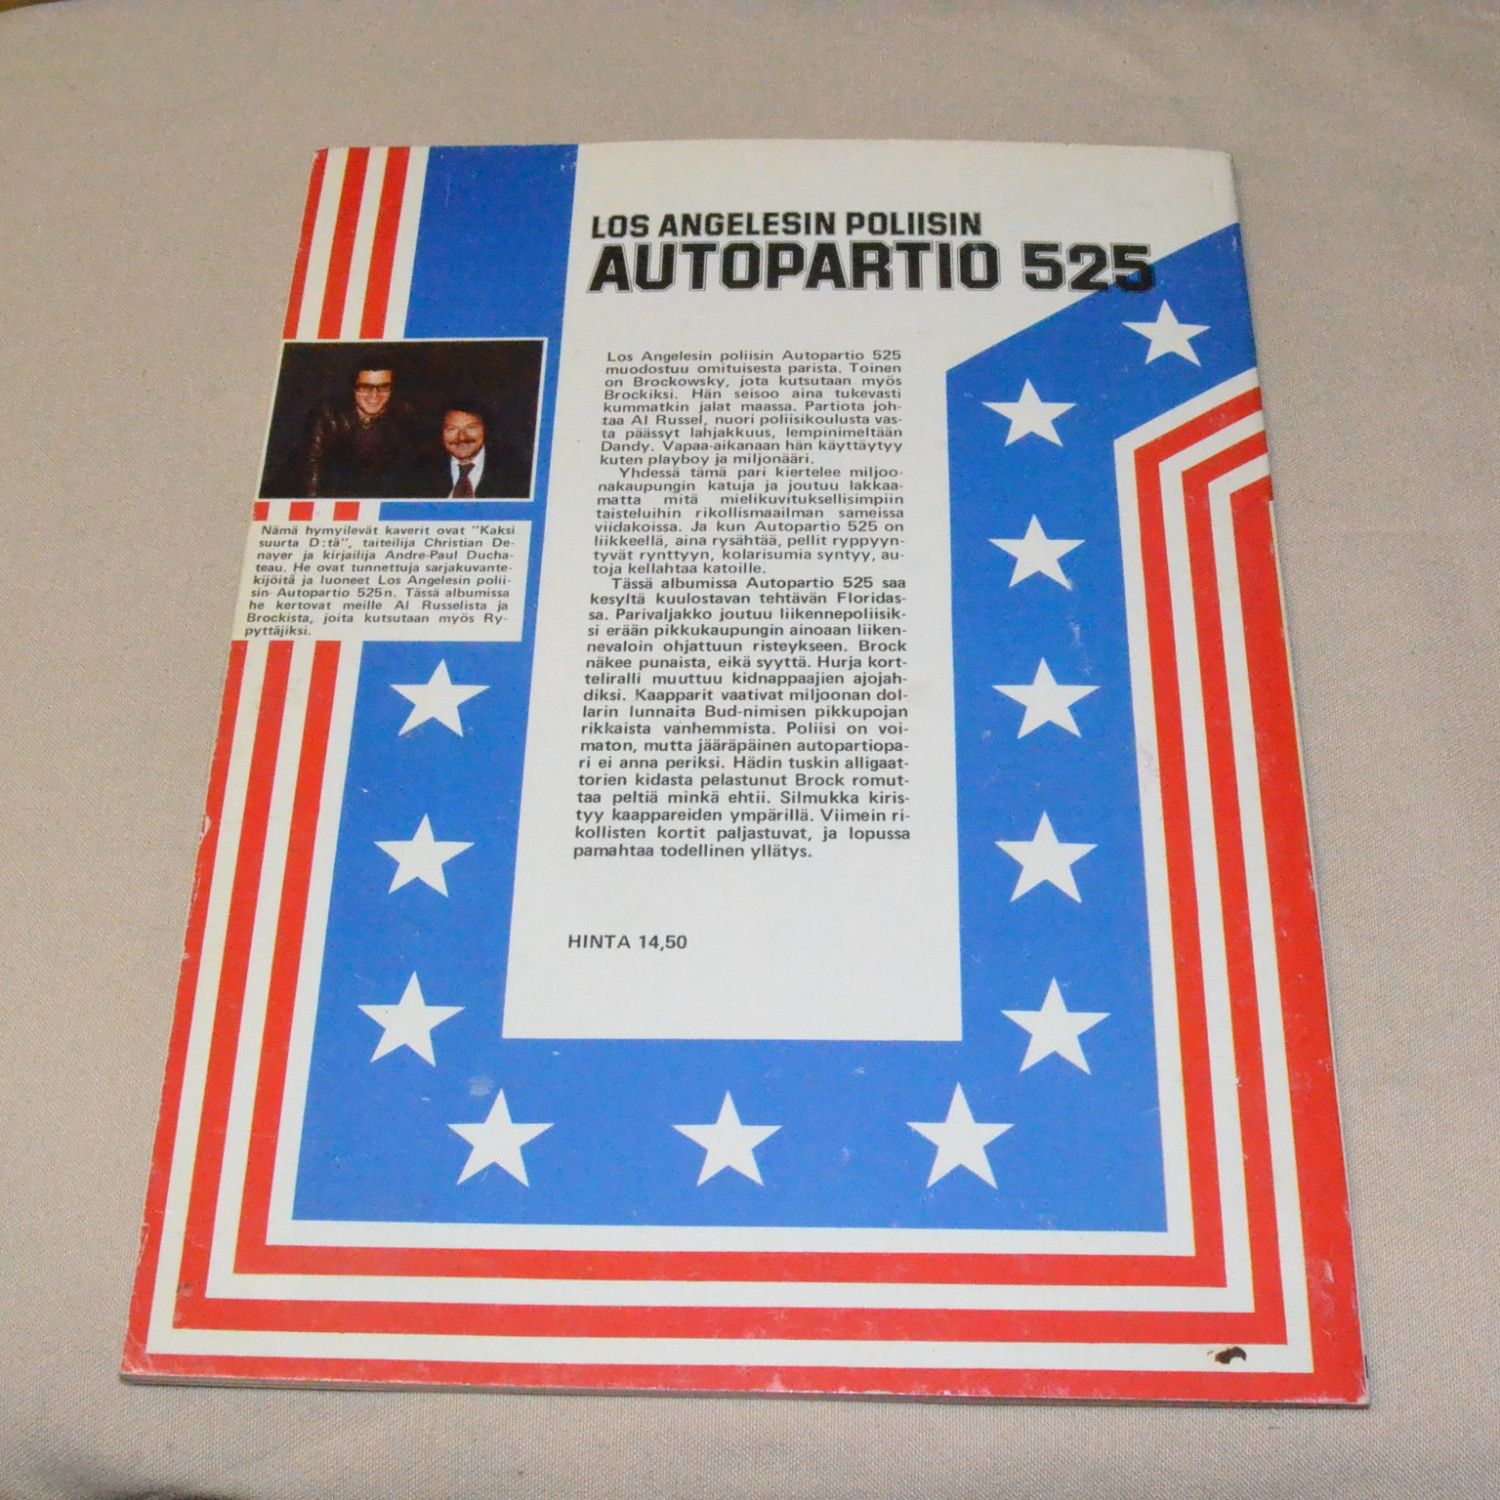 LOS ANGELESIN POLIISIN
AUTOPARTIO 525
Los Angelesin poliisin Autopartio 525
muodostuu omituisesta parista. Toinen
on Brockowsky, jota kutsutaan myös
Brockiksi. Hän seisoo aina tukevasti
kummatkin jalat maassa. Partiota joh-
taa Al Russel, nuori poliisikoulusta vas-
ta päässyt lahjakkuus, lempinimeltään
Dandy. Vapaa-aikanaan hän käyttäytyy
kuten playboy ja miljonääri.
Yhdessä tämä pari kiertelee miljoo-
nakaupungin katuja ja joutuu lakkaa-
matta mitä mielikuvituksellisimpiin
taisteluihin rikollismaailman sameissa
viidakoissa. Ja kun Autopartio 525 on
liikkeellä, aina rysähtää, pellit ryppyyn-
tyvät rynttyyn, kolarisumia syntyy, au-
toja kellahtaa katoille.
Tässä albumissa Autopartio 525 saa
kesyltä kuulostavan tehtävän Floridas-
sa. Parivaljakko joutuu liikennepoliisik-
si erään pikkukaupungin ainoaan liiken-
nevaloin ohjattuun risteykseen. Brock
näkee punaista, eikä syyttä. Hurja kort-
teliralli muuttuu kidnappaajien ajojah-
diksi. Kaapparit vaativat miljoonan dol-
larin lunnaita Bud-nimisen pikkupojan
rikkaista vanhemmista. Poliisi on voi-
maton, mutta jääräpäinen autopartiopa-
ri ei anna periksi. Hädin tuskin alligaat-
torien kidasta pelastunut Brock romut-
taa peltiä minkä ehtii. Silmukka kiris-
tyy kaappareiden ympärillä. Viimein ri-
kollisten kortit paljastuvat, ja lopussa
pamahtaa todellinen yllätys.
HINTA 14,50
Nämä hymyilevät kaverit ovat "Kaksi
suurta D:tä", taiteilija Christian De-
nayer ja kirjailija Andre-Paul Ducha-
teau. He ovat tunnettuja sarjakuvante-
kijöitä ja luoneet Los Angelesin polii-
sin Autopartio 525n. Tässä albumissa
he kertovat meille Al Russelista ja
Brockista, joita kutsutaan myös Ry-
pyttäjiksi.